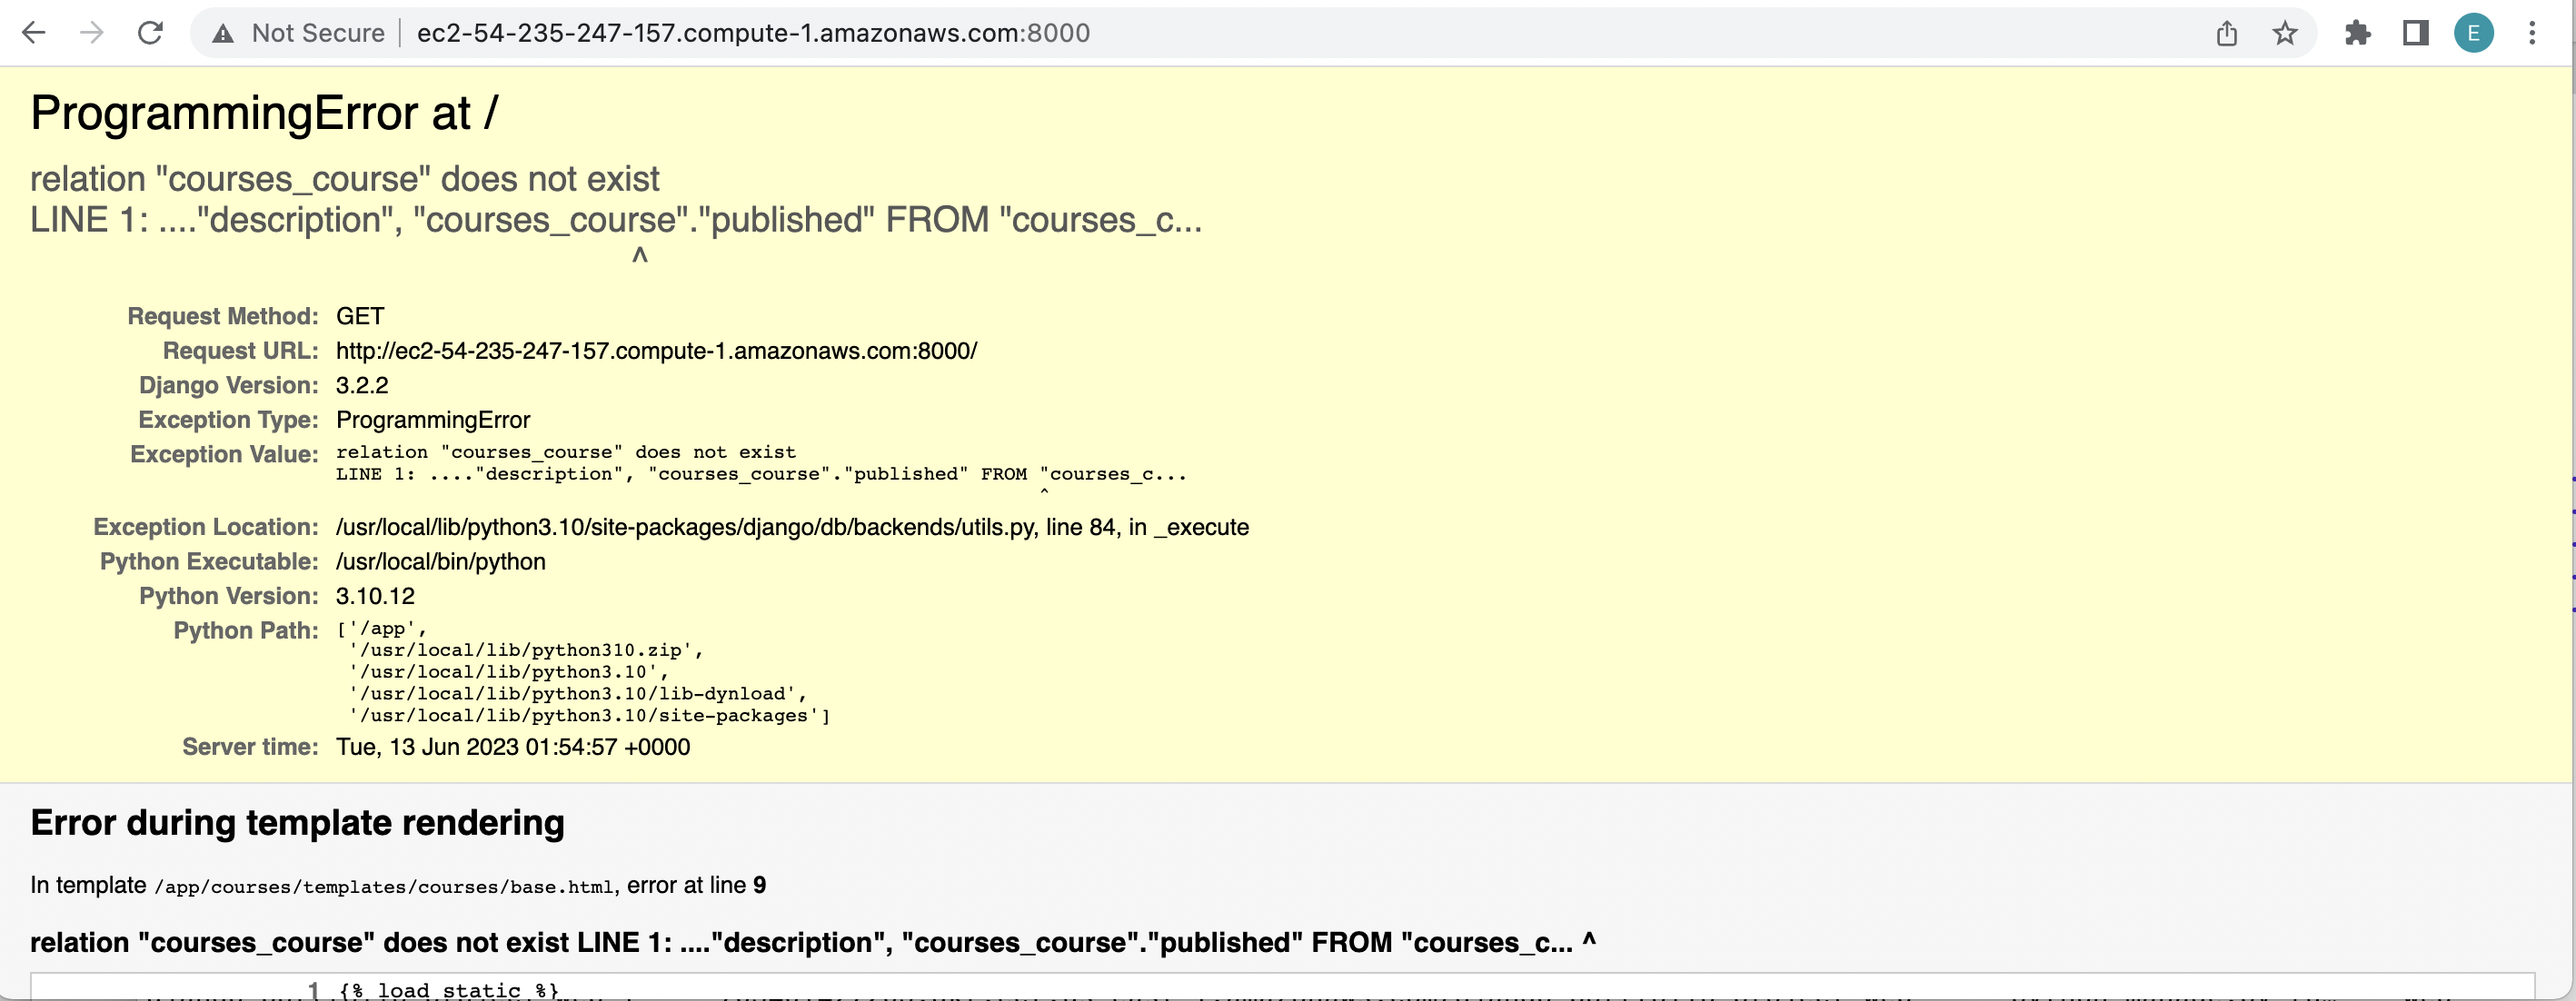 Not Secure ec2-54-235-247-157.compute-1.amazonaws.com:8000 E
ProgrammingError at /
relation "courses_course" does not exist
LINE 1: ...."description", "courses_course"."published" FROM "courses_c...
^
Request Method: GET
Request URL: http://ec2-54-235-247-157.compute-1.amazonaws.com:8000/
Django Version: 3.2.2
Exception Type: ProgrammingError
Exception Value: relation "courses_course" does not exist
LINE 1: ...."description", "courses_course"."published" FROM "courses_c...
^
Exception Location: /usr/local/lib/python3.10/site-packages/django/db/backends/utils.py, line 84, in _execute
Python Executable: /usr/local/bin/python
Python Version: 3.10.12
Python Path: ['/app',
'/usr/local/lib/python310.zip',
'/usr/local/lib/python3.10',
'/usr/local/lib/python3.10/lib-dynload',
'/usr/local/lib/python3.10/site-packages']
Server time: Tue, 13 Jun 2023 01:54:57 +0000
Error during template rendering
In template /app/courses/templates/courses/base.html, error at line 9
relation "courses_course" does not exist LINE 1: ...."description", "courses_course"."published" FROM "courses_c... ^
1 {% load static %}